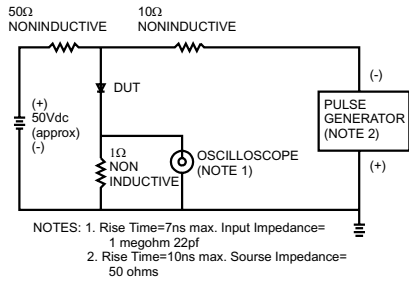 50Ω
NONINDUCTIVE
10Ω
NONINDUCTIVE
DUT
(+)
50Vdc
(approx)
(-)
(-)
PULSE
GENERATOR
(NOTE 2)
(+)
1Ω
NON
INDUCTIVE
OSCILLOSCOPE
(NOTE 1)
NOTES: 1. Rise Time=7ns max. Input Impedance=
1 megohm 22pf
2. Rise Time=10ns max. Sourse Impedance=
50 ohms